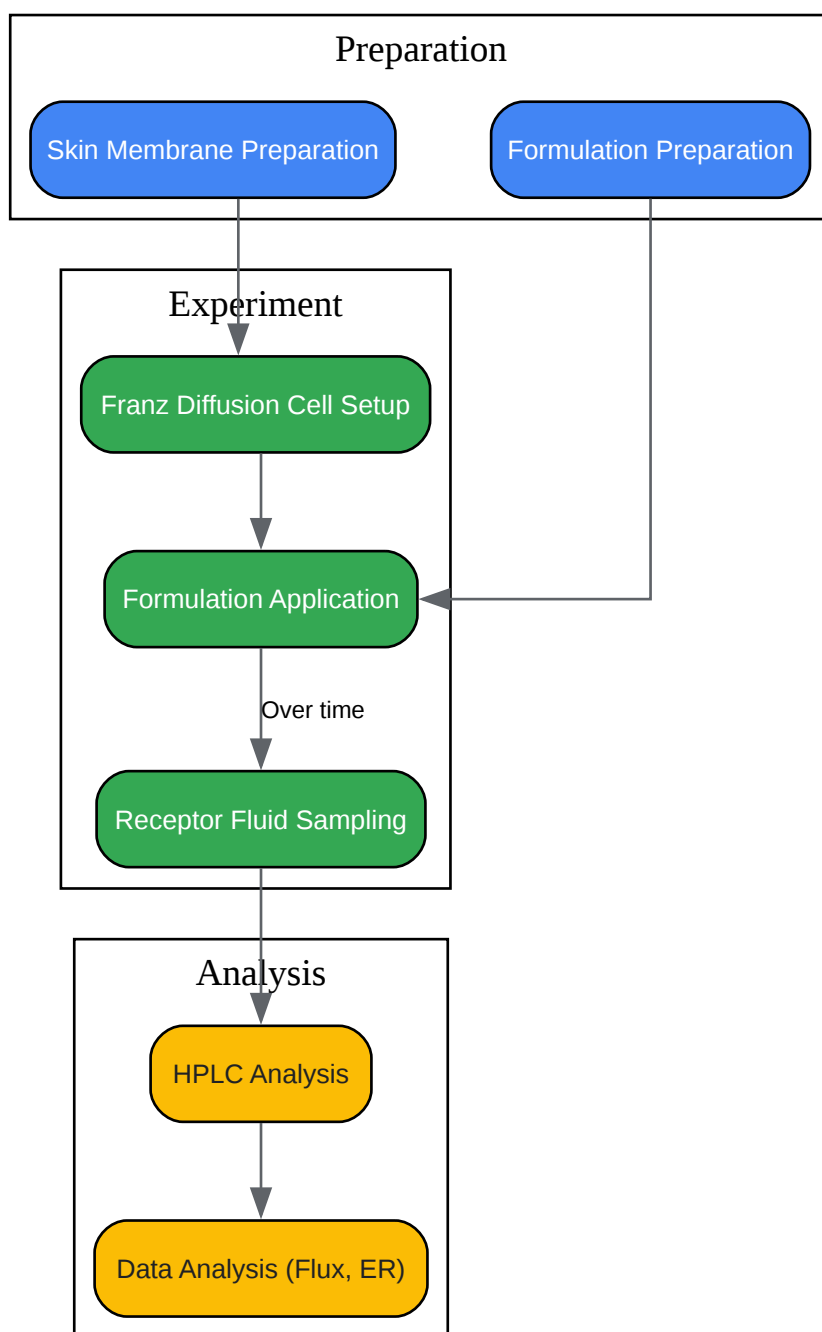 Preparation
Skin Membrane Preparation
Formulation Preparation
Experiment
Franz Diffusion Cell Setup
Formulation Application
Over time
Receptor Fluid Sampling
Analysis
HPLC Analysis
Data Analysis (Flux, ER)